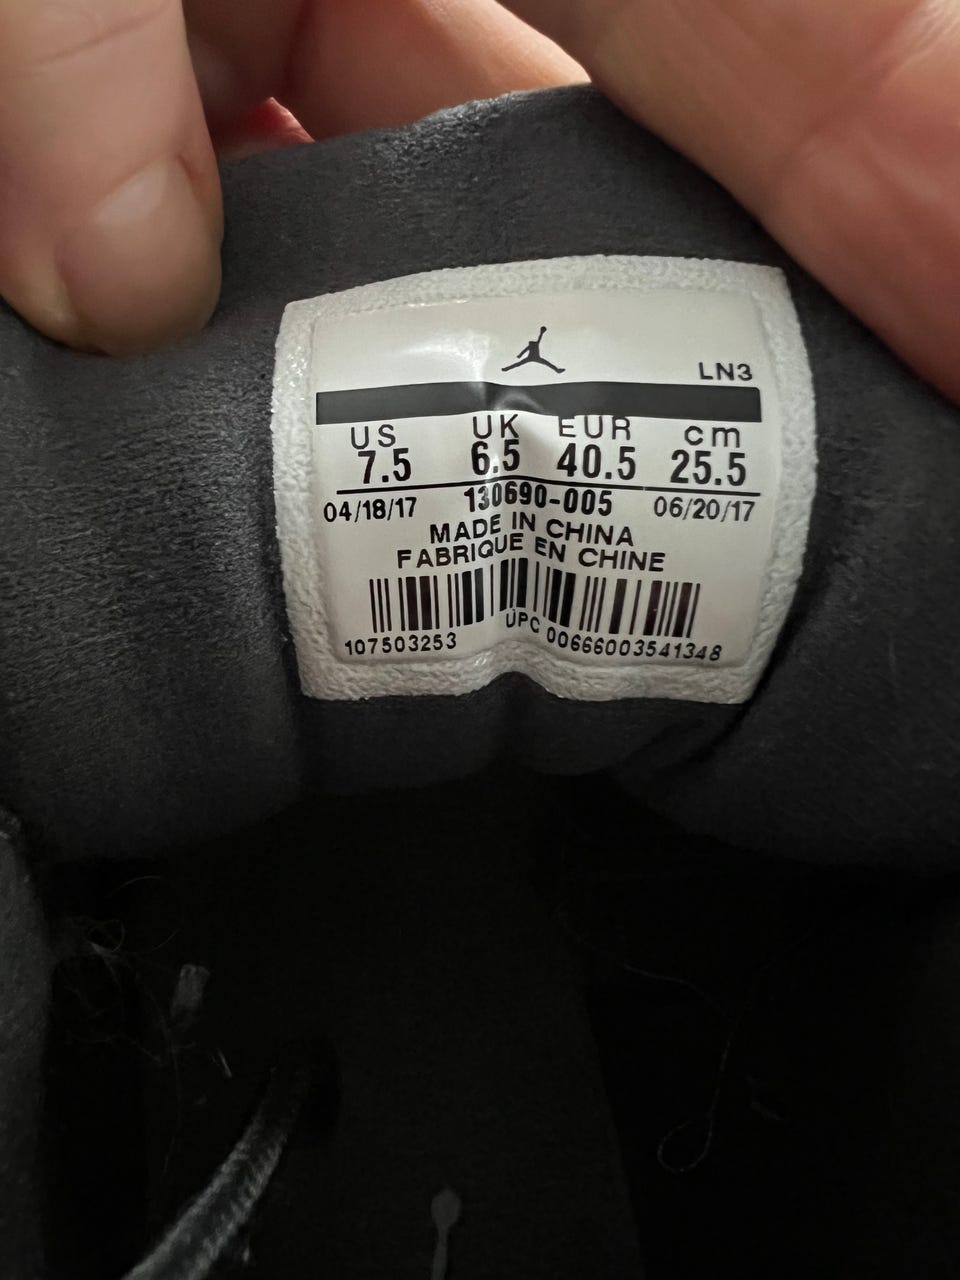 LN3
US UK EUR cm
7.5 6.5 40.5 25.5
04/18/17 130690-005 06/20/17
MADE IN CHINA
FABRIQUE EN CHINE
107503253 UPC 00666003541348